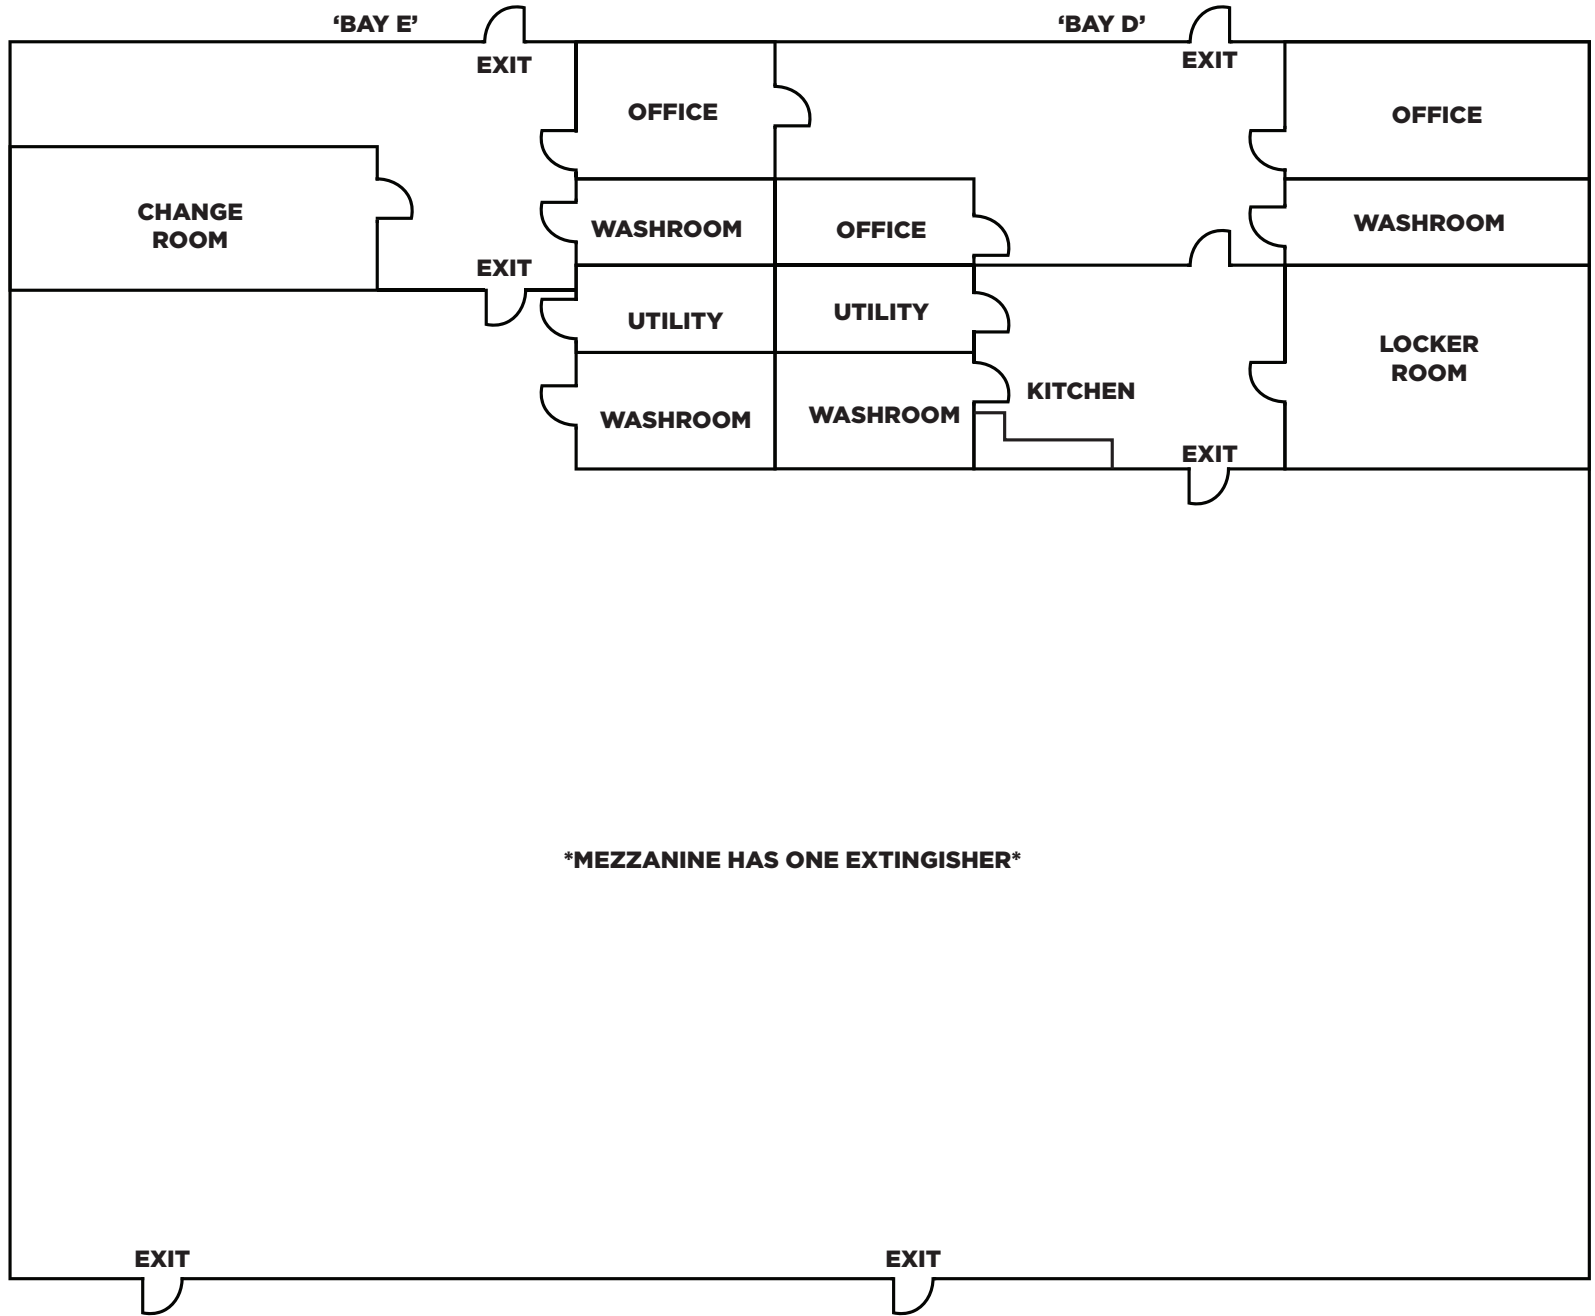 ‘BAY E’
‘BAY D’
EXIT
EXIT
OFFICE
OFFICE
CHANGE
ROOM
WASHROOM
OFFICE
WASHROOM
EXIT
UTILITY
UTILITY
LOCKER
ROOM
KITCHEN
WASHROOM
WASHROOM
EXIT
*MEZZANINE HAS ONE EXTINGISHER*
EXIT
EXIT